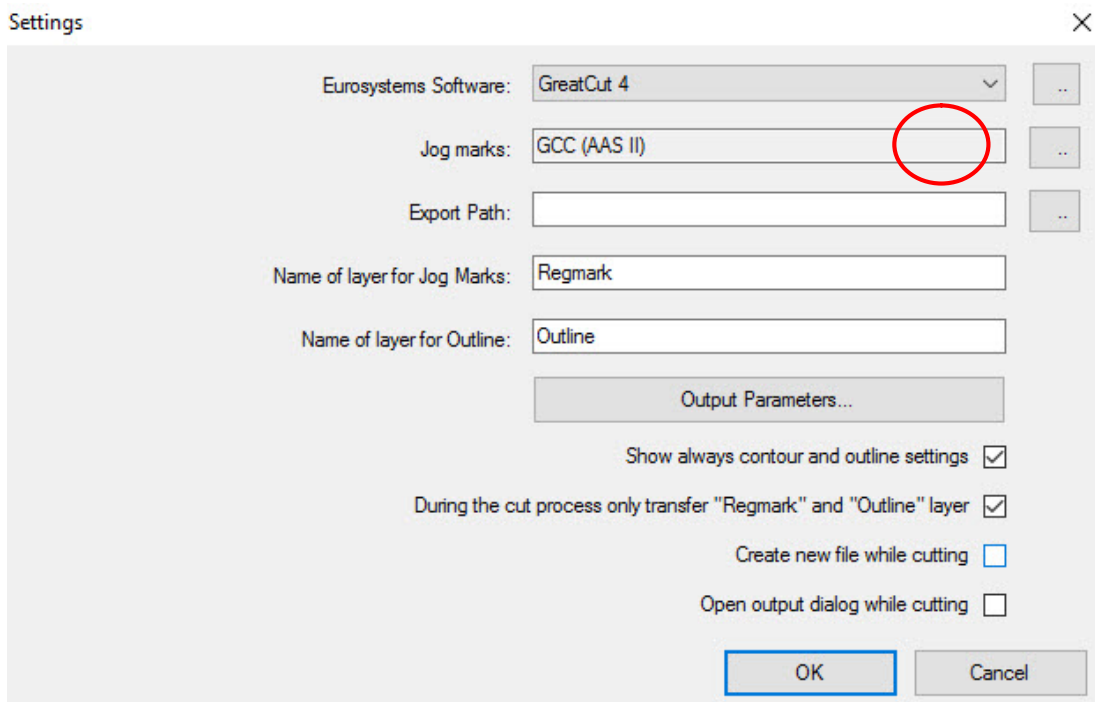 Settings
Eurosystems Software: GreatCut 4 ..
Jog marks: GCC (AAS II) ..
Export Path: ..
Name of layer for Jog Marks: Regmark
Name of layer for Outline: Outline
Output Parameters...
Show always contour and outline settings
During the cut process only transfer "Regmark" and "Outline" layer
Create new file while cutting
Open output dialog while cutting
OK Cancel